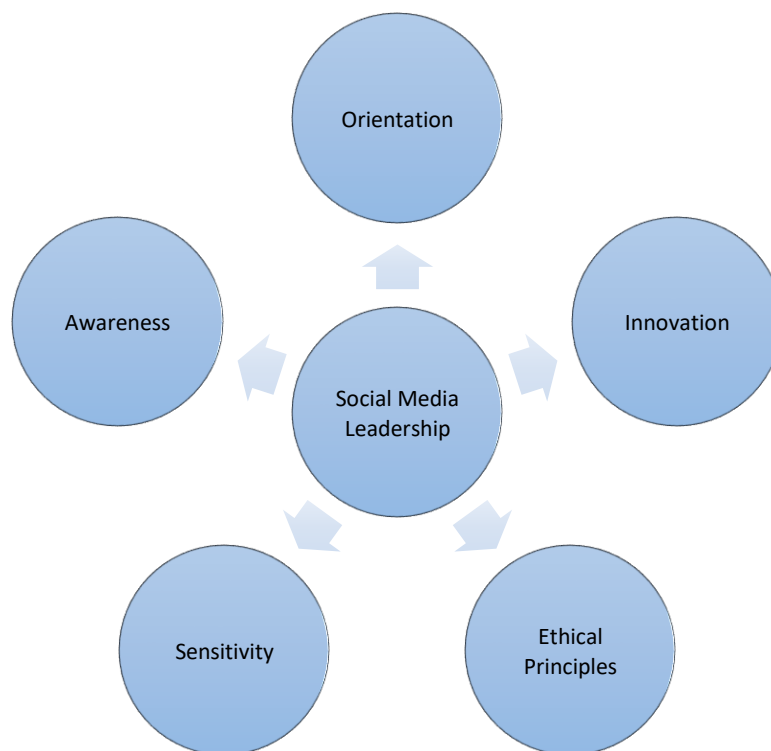 Orientation
Awareness
Innovation
Social Media
Leadership
Sensitivity
Ethical
Principles